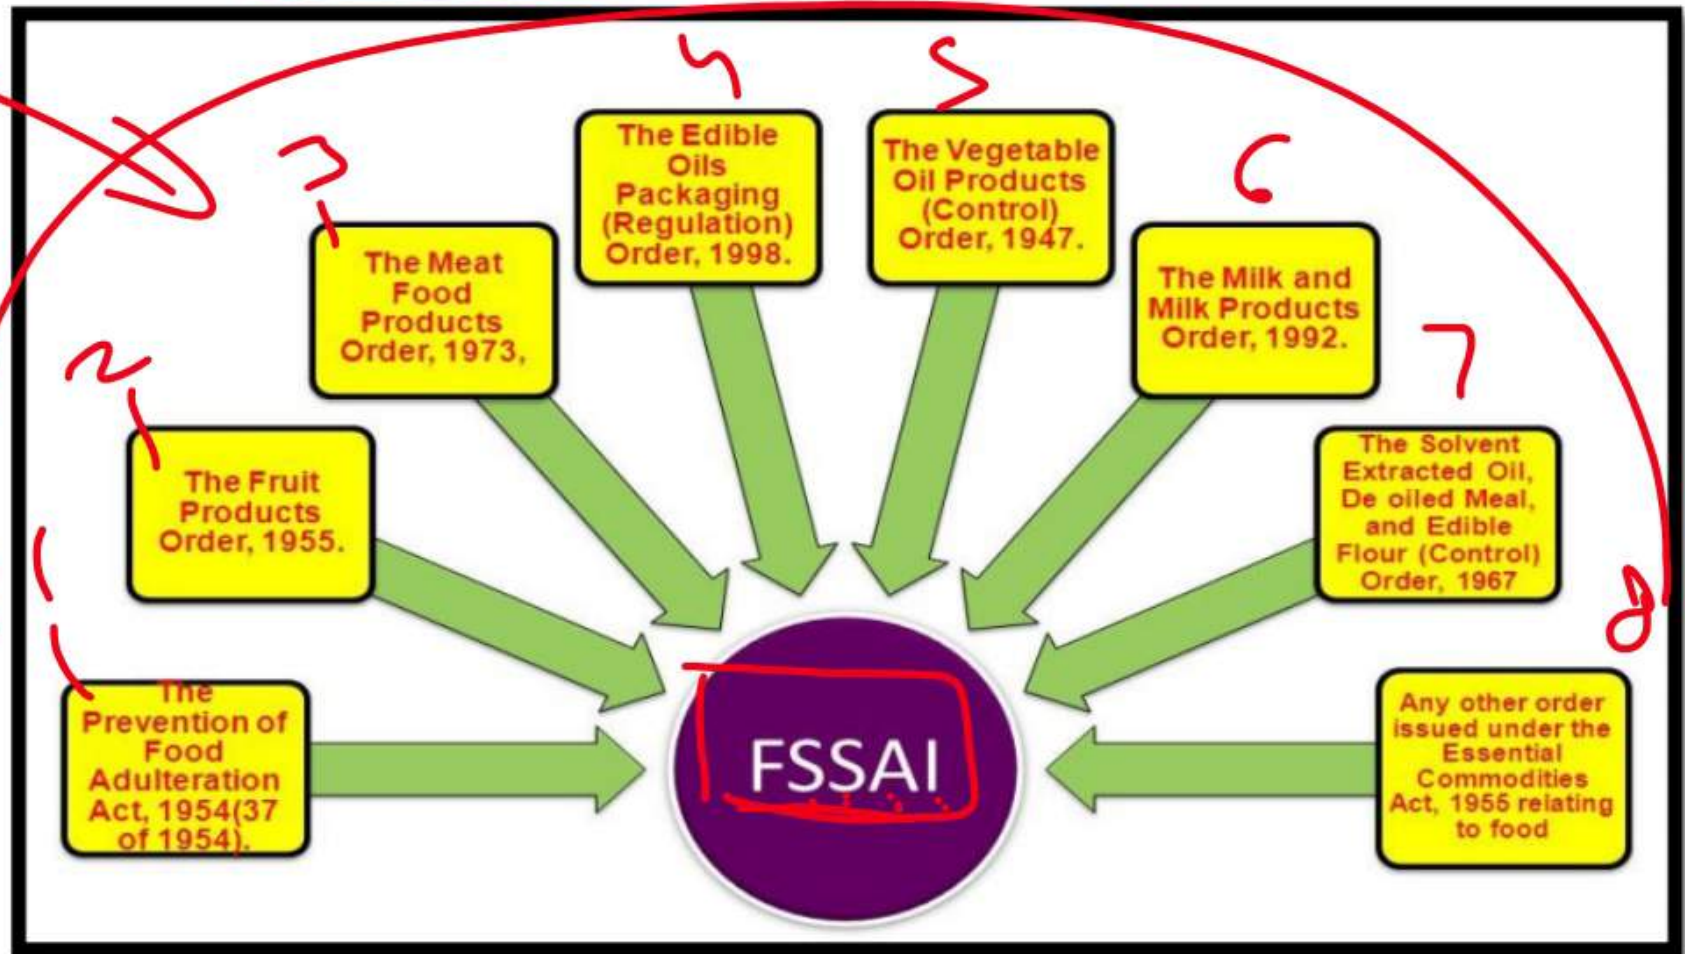 4
5
The Edible
Oils
Packaging
(Regulation)
Order, 1998.
The Vegetable
Oil Products
(Control)
Order, 1947.
3
The Meat
Food
Products
Order, 1973,
6
The Milk and
Milk Products
Order, 1992.
2
The Fruit
Products
Order, 1955.
7
The Solvent
Extracted Oil,
De oiled Meal,
and Edible
Flour (Control)
Order, 1967
1
The
Prevention of
Food
Adulteration
Act, 1954(37
of 1954).
8
Any other order
issued under the
Essential
Commodities
Act, 1955 relating
to food
FSSAI